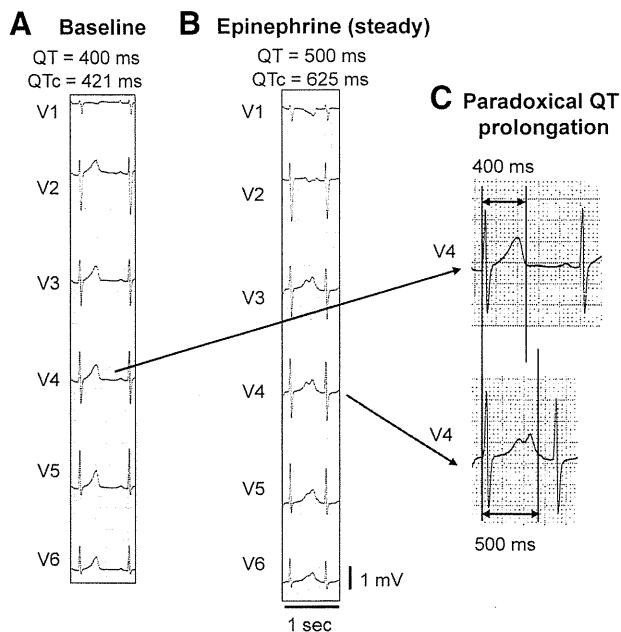 A Baseline
QT = 400 ms
QTc = 421 ms
V1
V2
V3
V4
V5
V6
B Epinephrine (steady)
QT = 500 ms
QTc = 625 ms
V1
V2
V3
V4
V5
V6
1 mV
1 sec
C Paradoxical QT
prolongation
400 ms
V4
V4
500 ms